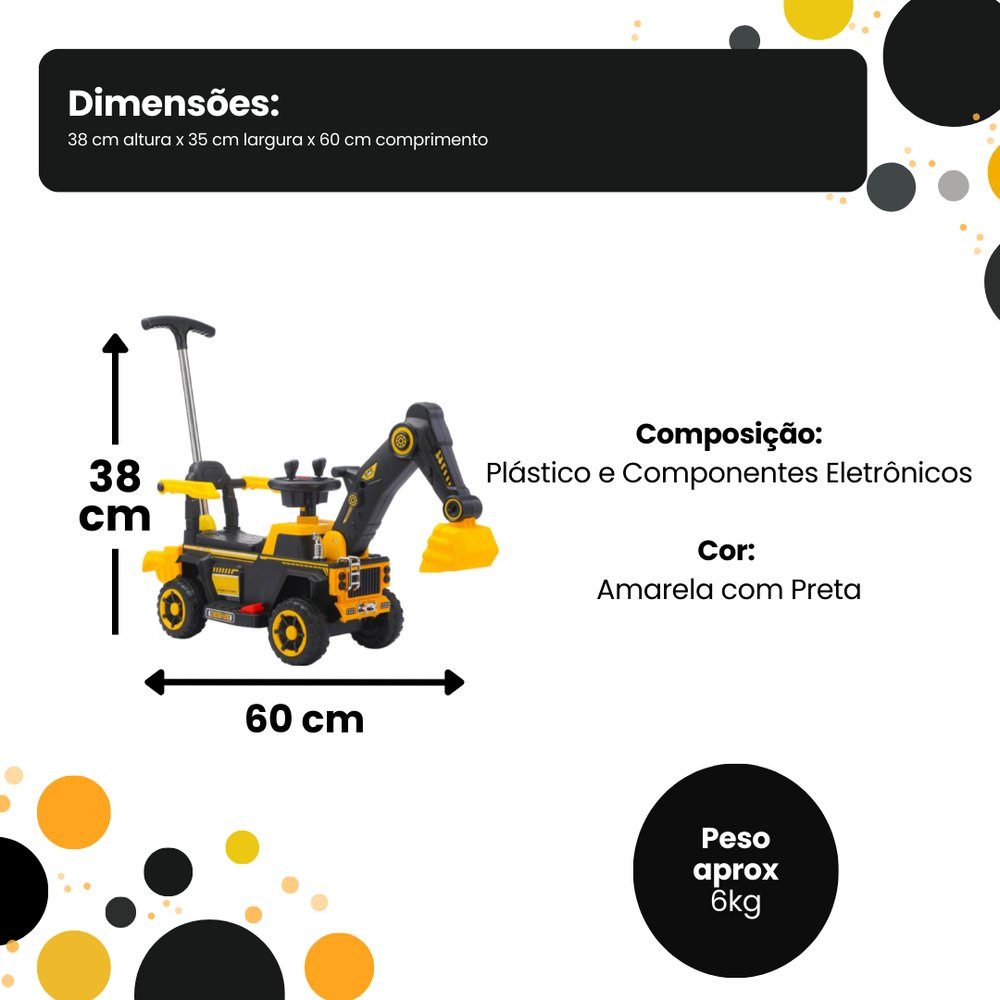 Dimensões:
38 cm altura x 35 cm largura x 60 cm comprimento
38
cm
Composição:
Plástico e Componentes Eletrônicos
Cor:
Amarela com Preta
60 cm
Peso
aprox
6kg